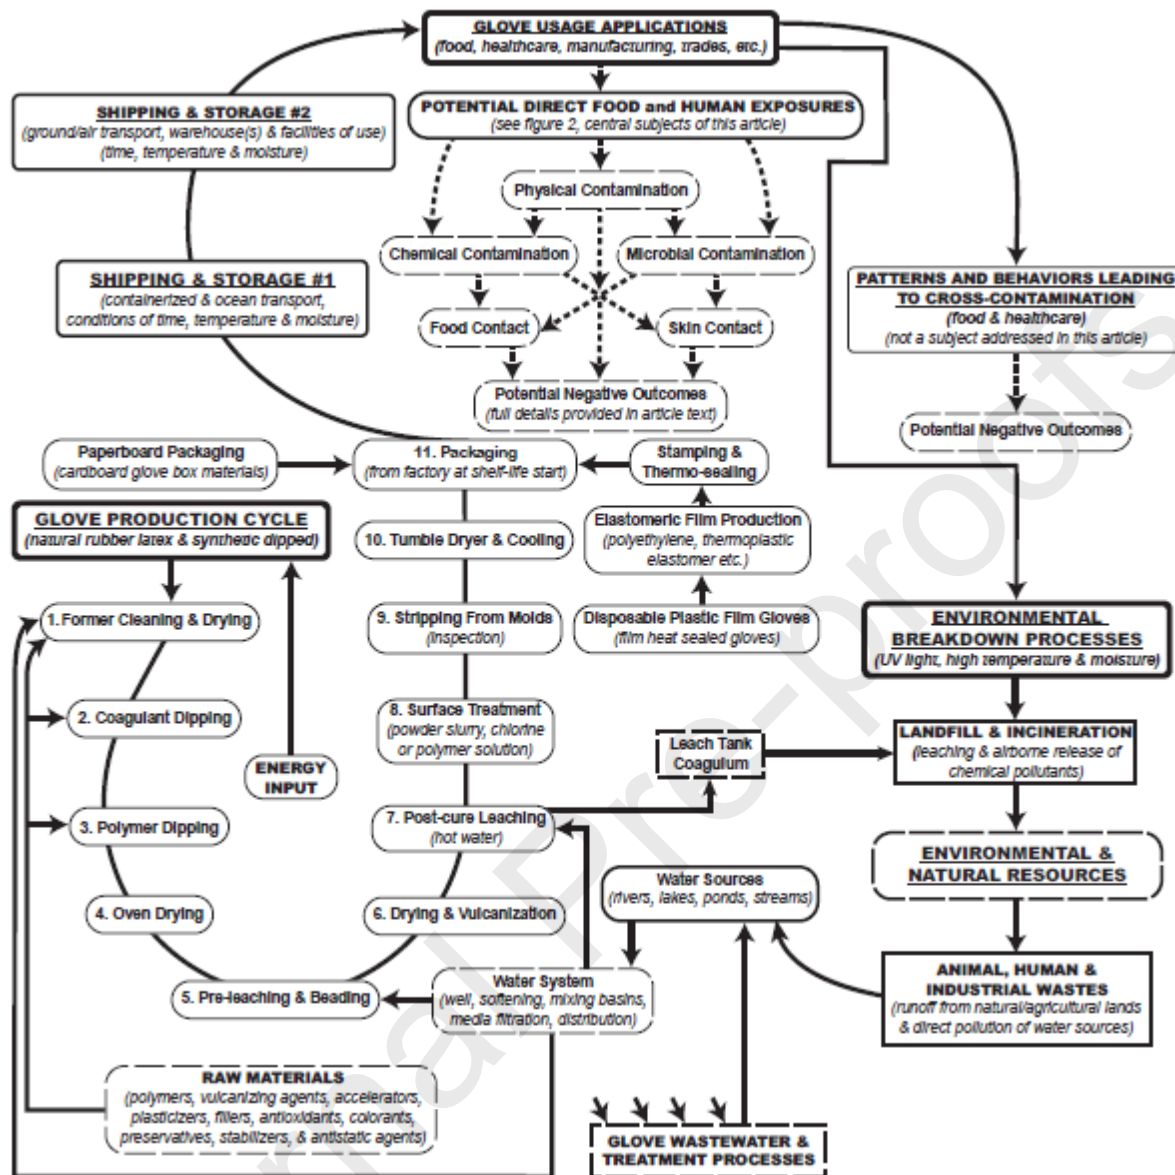 GLOVE USAGE APPLICATIONS
(food, healthcare, manufacturing, trades, etc.)
SHIPPING & STORAGE #2
(ground/air transport, warehouse(s) & facilities of use)
(time, temperature & moisture)
POTENTIAL DIRECT FOOD and HUMAN EXPOSURES
(see figure 2, central subjects of this article)
Physical Contamination
Chemical Contamination
Microbial Contamination
SHIPPING & STORAGE #1
(containerized & ocean transport,
conditions of time, temperature & moisture)
PATTERNS AND BEHAVIORS LEADING
TO CROSS-CONTAMINATION
(food & healthcare)
(not a subject addressed in this article)
Food Contact
Skin Contact
Potential Negative Outcomes
(full details provided in article text)
Potential Negative Outcomes
Paperboard Packaging
(cardboard glove box materials)
11. Packaging
(from factory at shelf-life start)
Stamping &
Thermo-sealing
GLOVE PRODUCTION CYCLE
(natural rubber latex & synthetic dipped)
10. Tumble Dryer & Cooling
Elastomeric Film Production
(polyethylene, thermoplastic
elastomer etc.)
1. Former Cleaning & Drying
9. Stripping From Molds
(inspection)
Disposable Plastic Film Gloves
(film heat sealed gloves)
ENVIRONMENTAL
BREAKDOWN PROCESSES
(UV light, high temperature & moisture)
2. Coagulant Dipping
8. Surface Treatment
(powder slurry, chlorine
or polymer solution)
Leach Tank
Coagulum
LANDFILL & INCINERATION
(leaching & airborne release of
chemical pollutants)
ENERGY
INPUT
3. Polymer Dipping
7. Post-cure Leaching
(hot water)
ENVIRONMENTAL &
NATURAL RESOURCES
Water Sources
(rivers, lakes, ponds, streams)
4. Oven Drying
6. Drying & Vulcanization
5. Pre-leaching & Beading
Water System
(well, softening, mixing basins,
media filtration, distribution)
ANIMAL, HUMAN &
INDUSTRIAL WASTES
(runoff from natural/agricultural lands
& direct pollution of water sources)
RAW MATERIALS
(polymers, vulcanizing agents, accelerators,
plasticizers, fillers, antioxidants, colorants,
preservatives, stabilizers, & antistatic agents)
GLOVE WASTEWATER &
TREATMENT PROCESSES
nal Pre-proofs